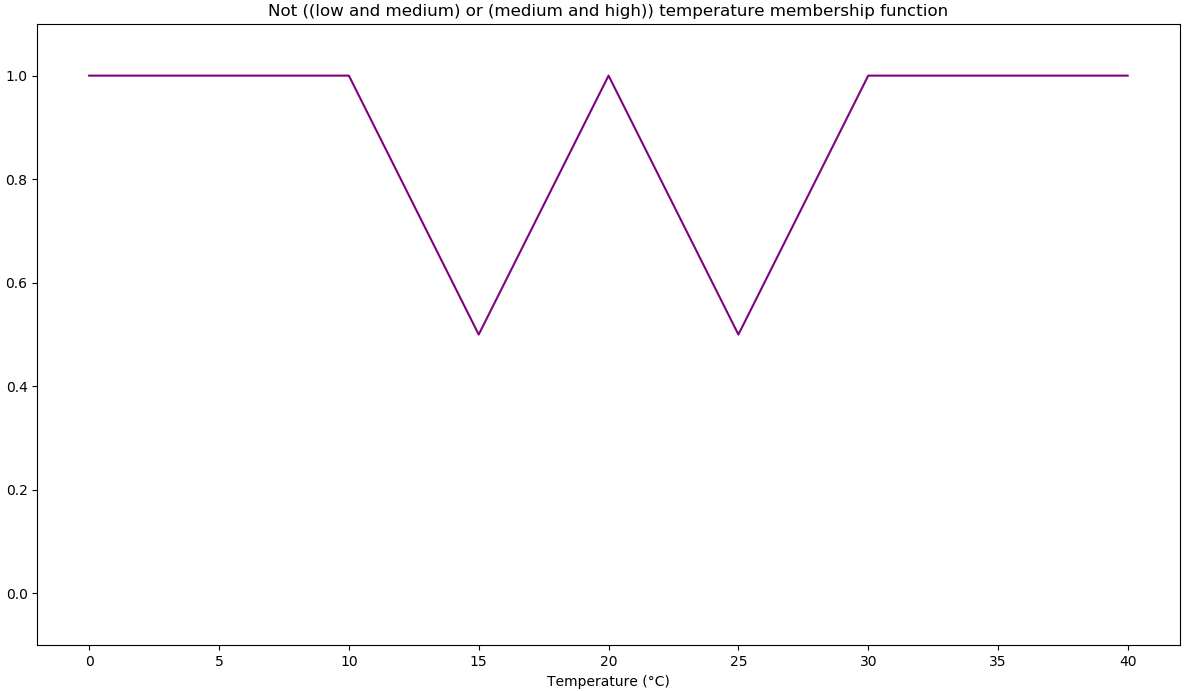 Not ((low and medium) or (medium and high)) temperature membership function
1.0
0.8
0.6
0.4
0.2
0.0
0 5 10 15 20 25 30 35 40
Temperature (°C)